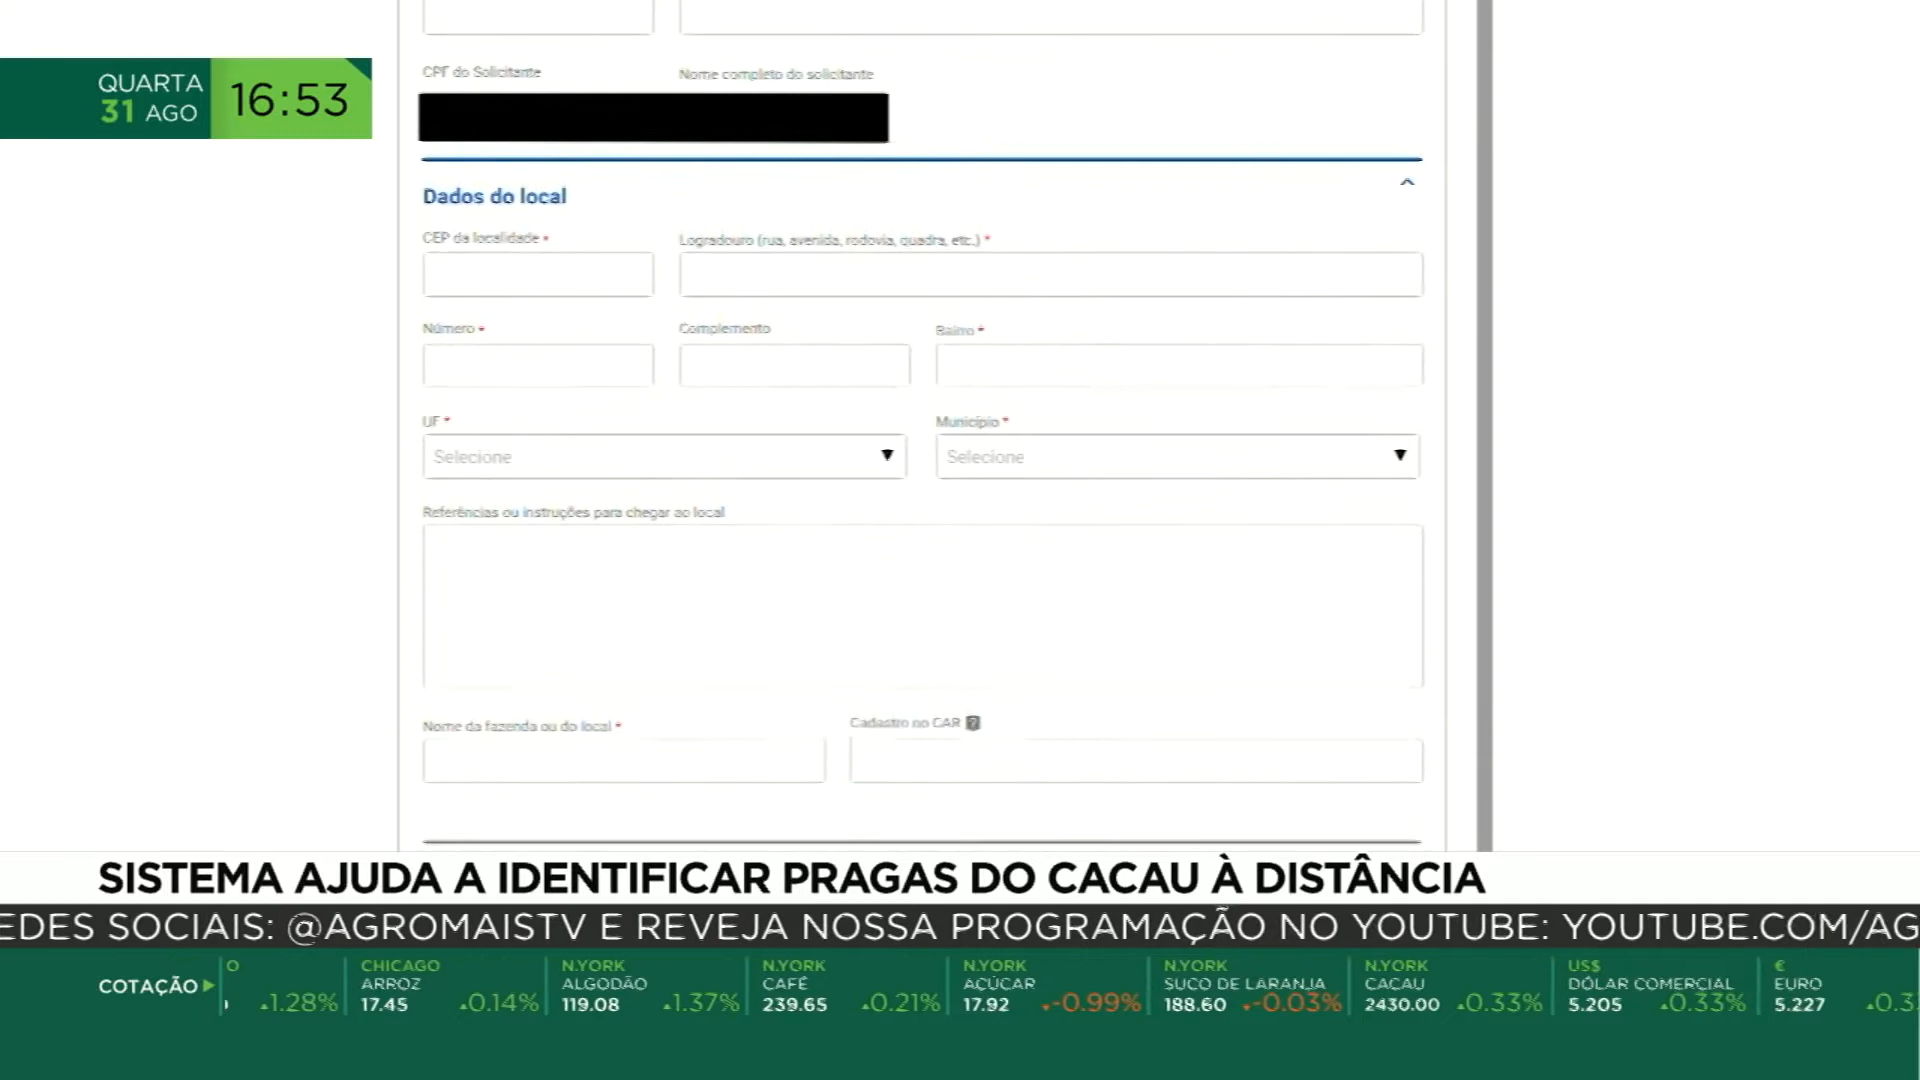 QUARTA
31 AGO
16:53
CPF do Solicitante
Nome completo do solicitante
Dados do local
CEP da localidade *
Logradouro (rua, avenida, rodovia, quadra, etc.) *
Número *
Complemento
Bairro *
UF *
Município *
Selecione
Selecione
Referências ou instruções para chegar ao local
Nome da fazenda ou do local *
Cadastro no CAR ?
SISTEMA AJUDA A IDENTIFICAR PRAGAS DO CACAU À DISTÂNCIA
EDES SOCIAIS: @AGROMAISTV E REVEJA NOSSA PROGRAMAÇÃO NO YOUTUBE: YOUTUBE.COM/AG
COTAÇÃO
O
1.28%
CHICAGO
ARROZ
17.45 0.14%
N.YORK
ALGODÃO
119.08 1.37%
N.YORK
CAFÉ
239.65 0.21%
N.YORK
AÇÚCAR
17.92 -0.99%
N.YORK
SUCO DE LARANJA
188.60 -0.03%
N.YORK
CACAU
2430.00 0.33%
US$
DÓLAR COMERCIAL
5.205 0.33%
€
EURO
5.227 0.3